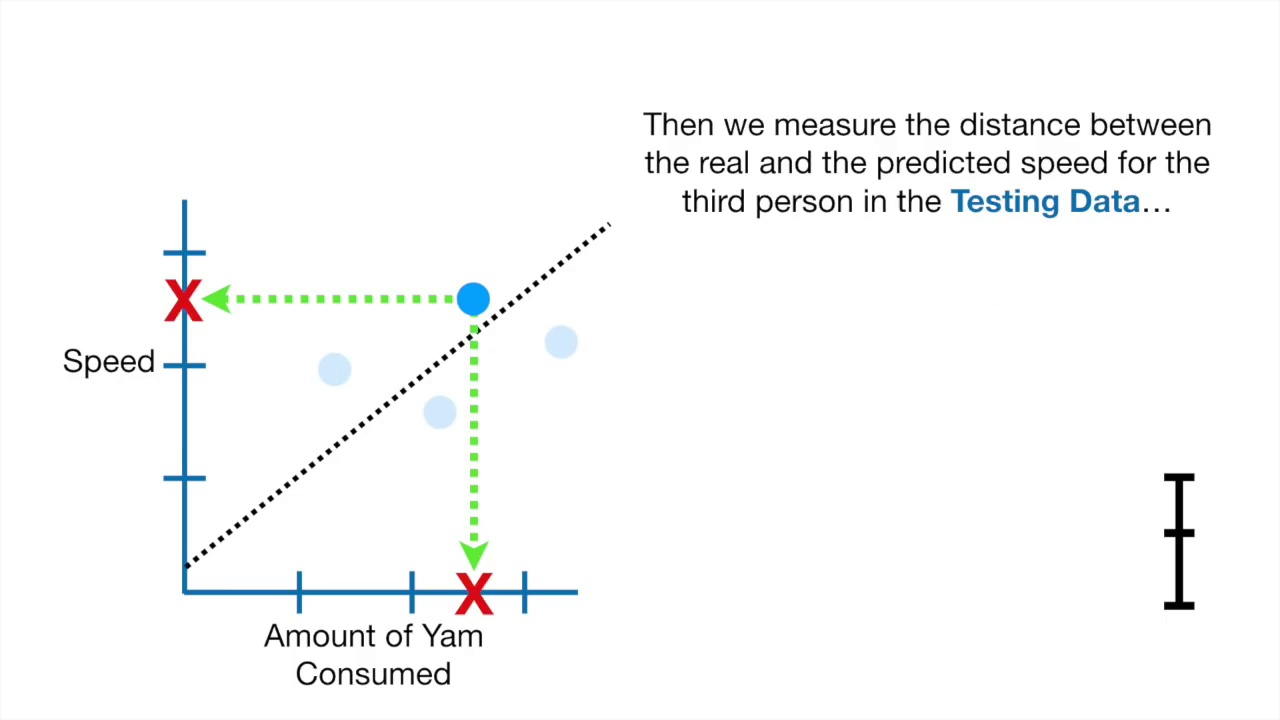 Then we measure the distance between
the real and the predicted speed for the
third person in the Testing Data…
X
Speed
X
Amount of Yam
Consumed